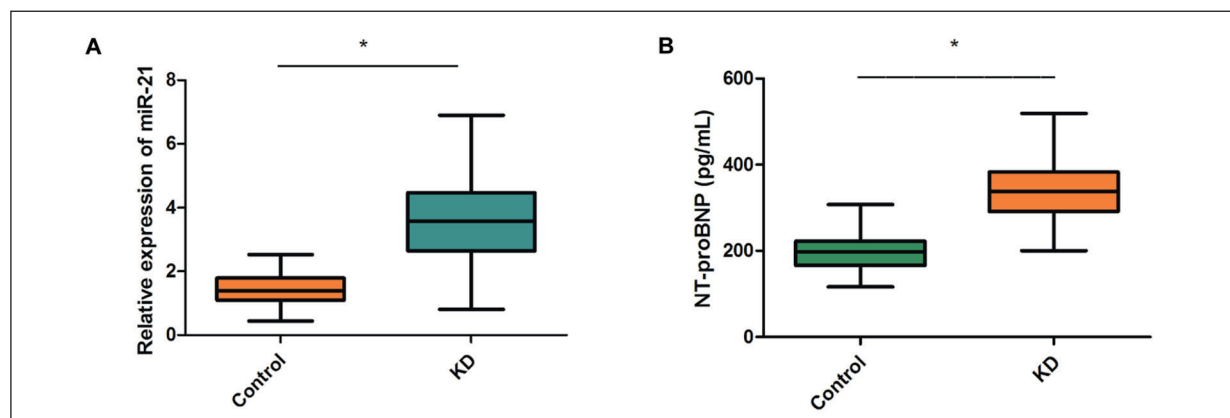 A
*
Relative expression of miR-21
8
6
4
2
0
Control
KD
B
*
NT-proBNP (pg/mL)
600
400
200
0
Control
KD